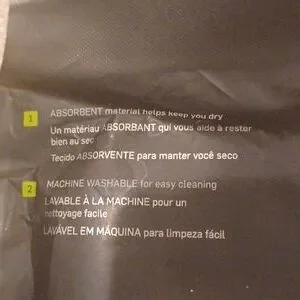 1 ABSORBENT material helps keep you dry
Un matériau ABSORBANT qui vous aide à rester
bien au sec
Tecido ABSORVENTE para manter você seco
2 MACHINE WASHABLE for easy cleaning
LAVABLE À LA MACHINE pour un
nettoyage facile
LAVÁVEL EM MÁQUINA para limpeza fácil